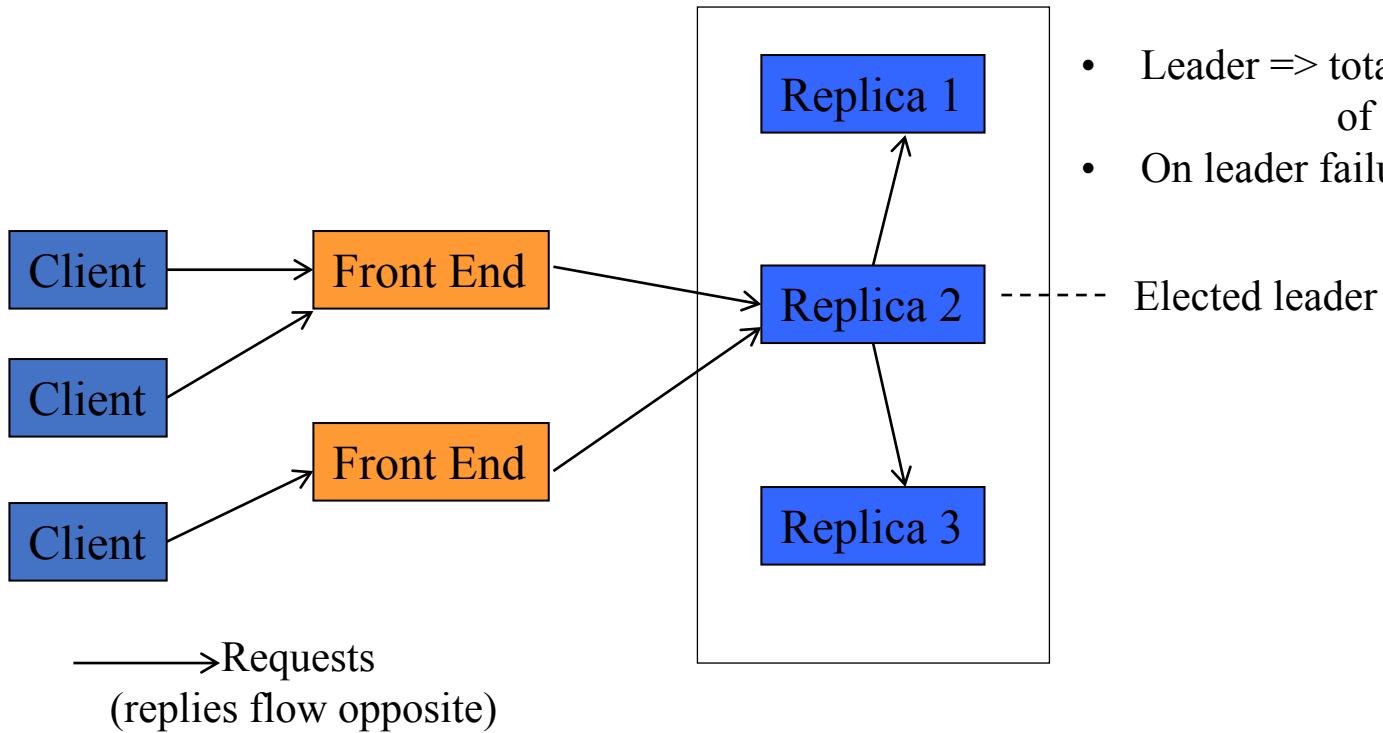 Replica 1
• Leader => tota
of
• On leader failu
Client
Front End
Replica 2
Elected leader
Client
Front End
Client
Replica 3
Requests
(replies flow opposite)